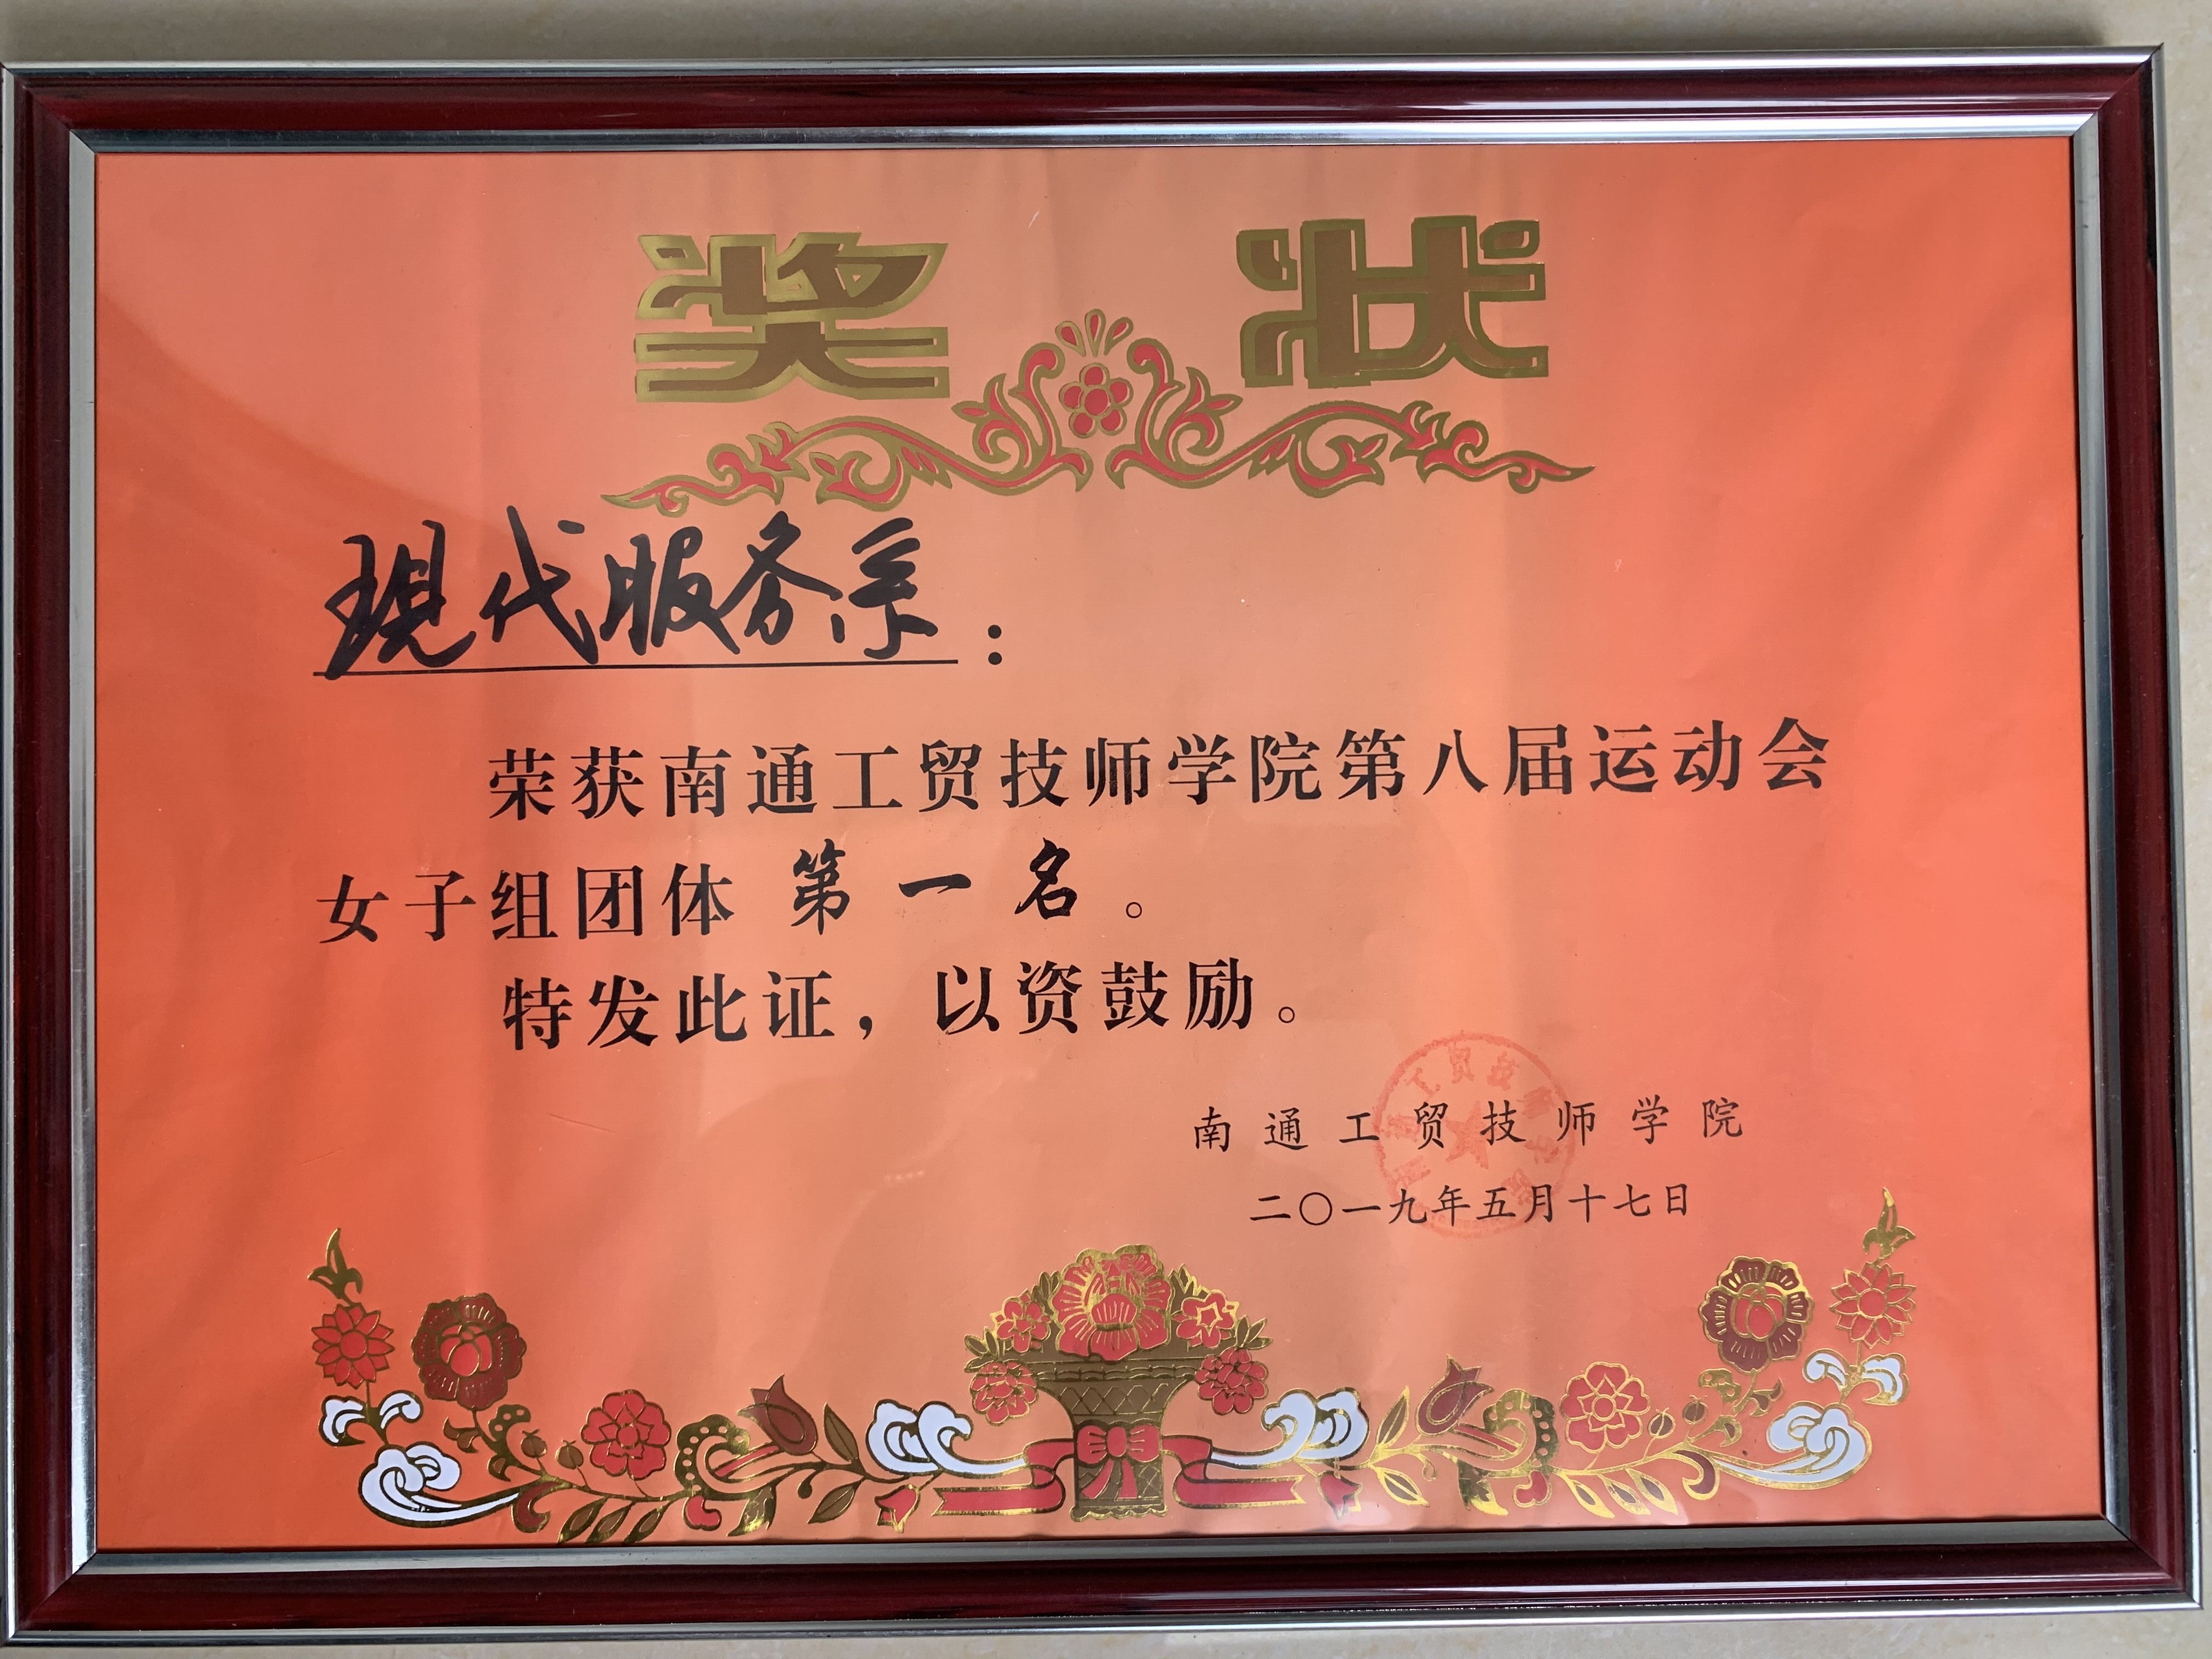 奖状
现代服务系：
荣获南通工贸技师学院第八届运动会
女子组团体 第一名。
特发此证，以资鼓励。
南通工贸技师学院
二〇一九年五月十七日